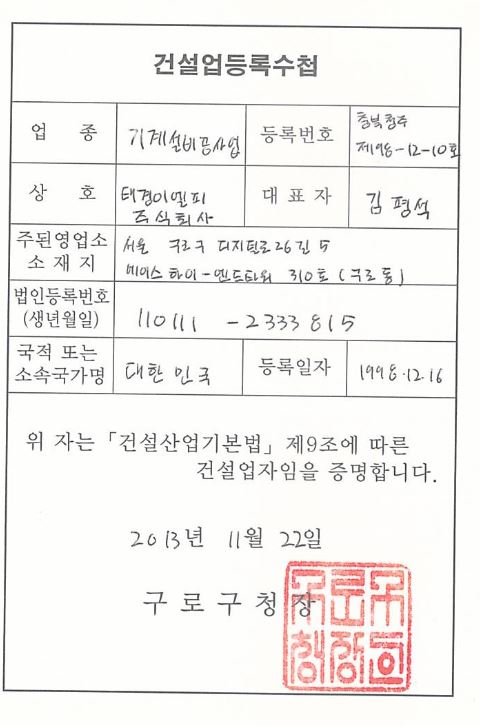 건설업등록수첩
업 종
기계설비공사업
등록번호
충북청주
제98-12-10호
상 호
태경이엘피
주식회사
대 표 자
김 평석
주된영업소
소 재 지
서울 구로구 디지털로26길 5
에이스 하이-엔드타워 310호 (구로동)
법인등록번호
(생년월일)
110111 -2333815
국적 또는
소속국가명
대한 민국
등록일자
1998.12.16
위 자는 「건설산업기본법」 제9조에 따른
건설업자임을 증명합니다.
2013년 11월 22일
구 로 구 청 장